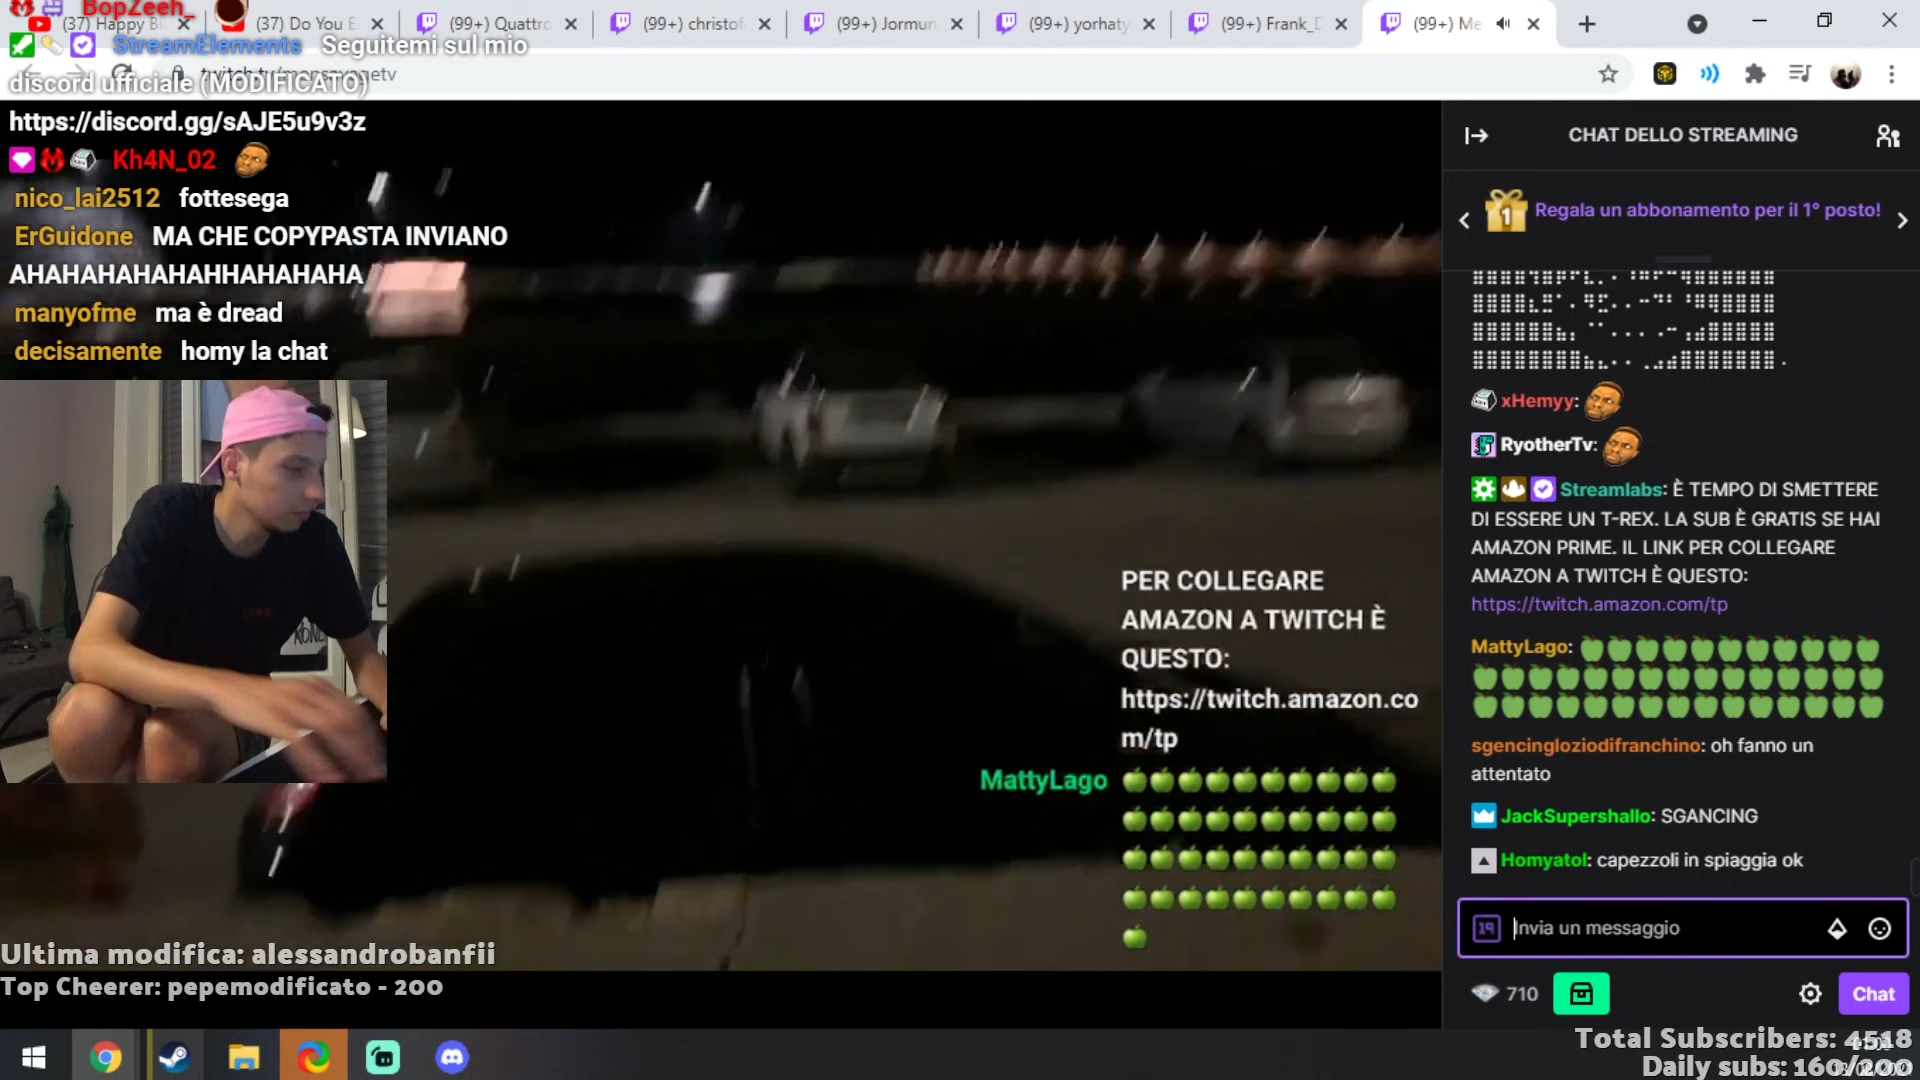 (37) Happy Bi
(37) Do You E
(99+) Quattro
(99+) christof
(99+) Jormun
(99+) yorhaty
(99+) Frank_D
(99+) Me
BopZeeh_
StreamElements Seguitemi sul mio
discord ufficiale (MODIFICATO)
https://discord.gg/sAJE5u9v3z
Kh4N_02
nico_lai2512 fottesega
ErGuidone MA CHE COPYPASTA INVIANO
AHAHAHAHAHAHHAHAHAHA
manyofme ma è dread
decisamente homy la chat
PER COLLEGARE
AMAZON A TWITCH È
QUESTO:
https://twitch.amazon.co
m/tp
MattyLago
Ultima modifica: alessandrobanfii
Top Cheerer: pepemodificato - 200
CHAT DELLO STREAMING
1
Regala un abbonamento per il 1° posto!
xHemyy:
RyotherTv:
Streamlabs: È TEMPO DI SMETTERE
DI ESSERE UN T-REX. LA SUB È GRATIS SE HAI
AMAZON PRIME. IL LINK PER COLLEGARE
AMAZON A TWITCH È QUESTO:
https://twitch.amazon.com/tp
MattyLago:
sgencingloziodifranchino: oh fanno un
attentato
JackSupershallo: SGANCING
Homyatol: capezzoli in spiaggia ok
19 Invia un messaggio
710
Chat
Total Subscribers: 4518
Daily subs: 160/200